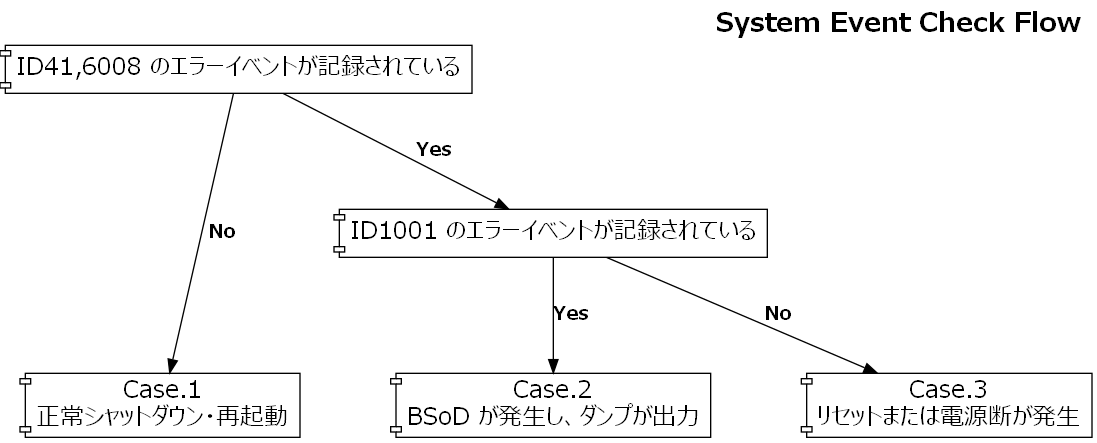 System Event Check Flow
ID41,6008 のエラーイベントが記録されている
Yes
No
ID1001 のエラーイベントが記録されている
Yes
No
Case.1
正常シャットダウン・再起動
Case.2
BSoD が発生し、ダンプが出力
Case.3
リセットまたは電源断が発生